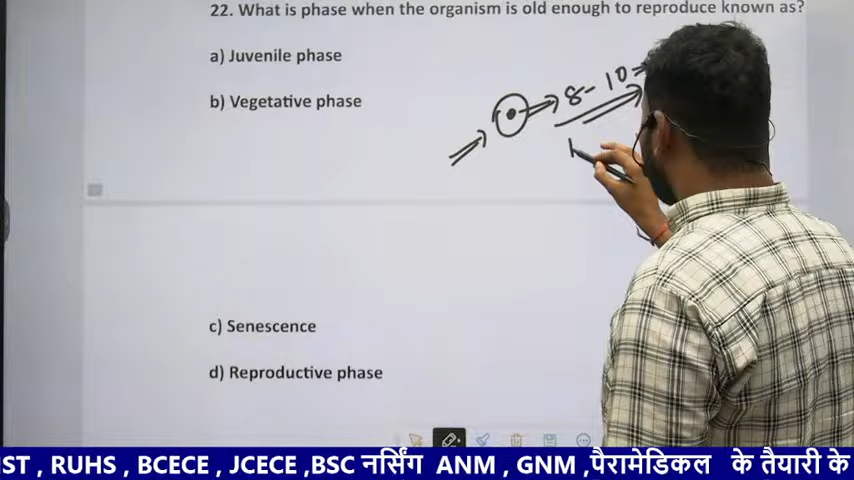 22. What is phase when the organism is old enough to reproduce known as?
a) Juvenile phase
b) Vegetative phase
8- 10
c) Senescence
d) Reproductive phase
IST , RUHS , BCECE , JCECE ,BSC नर्सिंग ANM , GNM ,पैरामेडिकल के तैयारी के